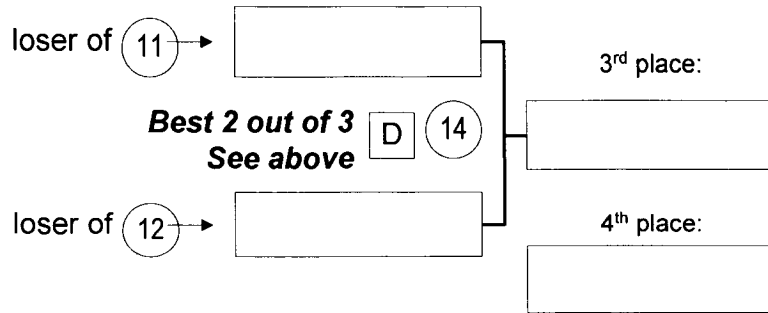 loser of 11
3rd place:
Best 2 out of 3 D 14
See above
loser of 12
4th place: